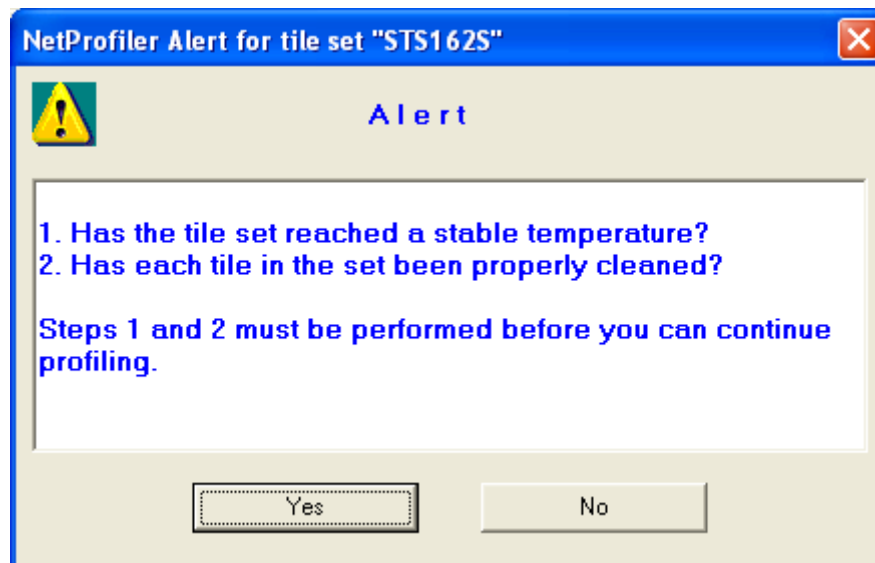 NetProfiler Alert for tile set "STS162S"
Alert
1. Has the tile set reached a stable temperature?
2. Has each tile in the set been properly cleaned?
Steps 1 and 2 must be performed before you can continue
profiling.
Yes
No